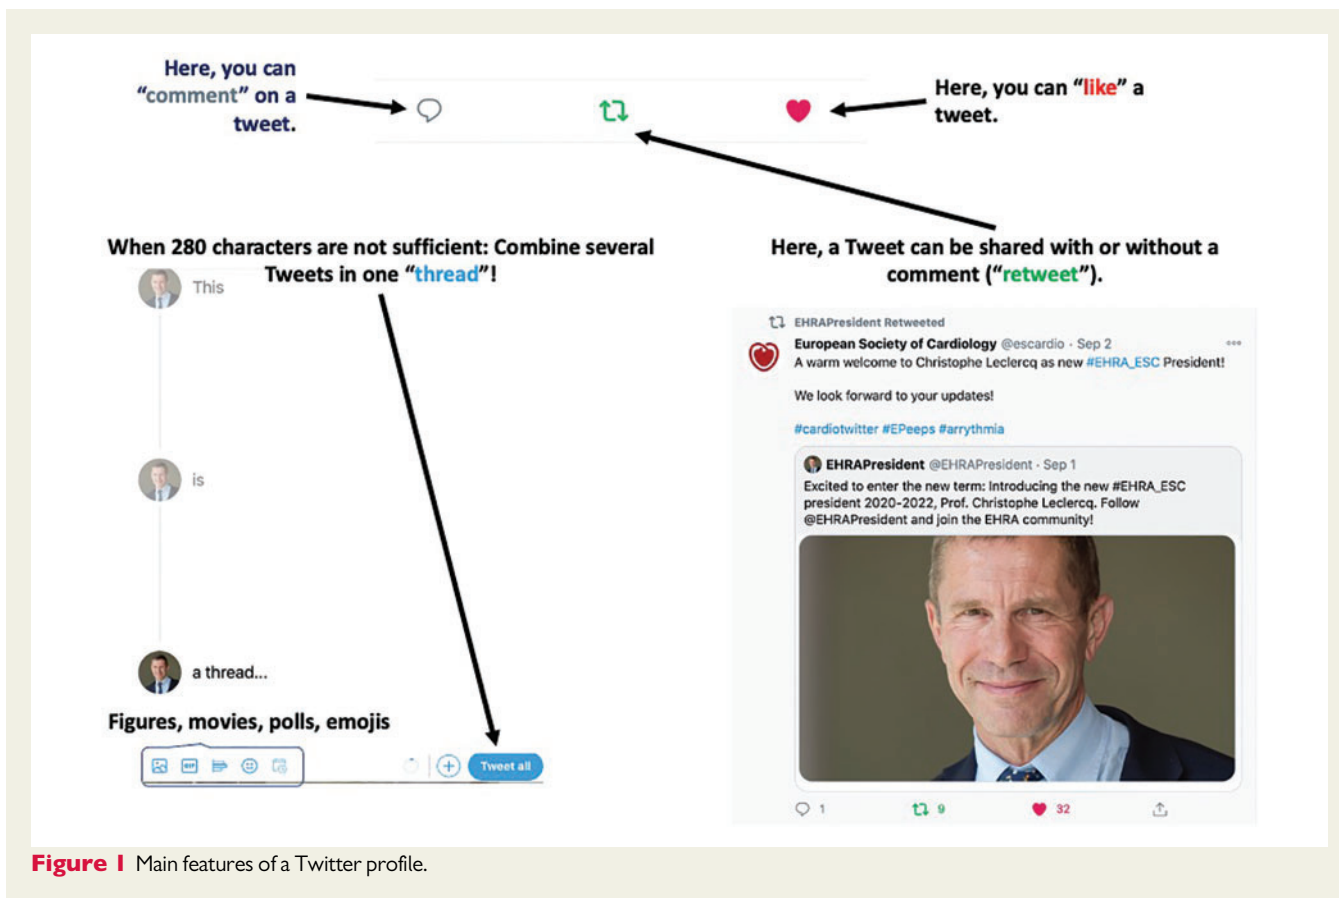 Here, you can
“comment” on a
tweet.
Here, you can “like” a
tweet.
When 280 characters are not sufficient: Combine several
Tweets in one “thread”!
This
is
a thread...
Figures, movies, polls, emojis
GIF
Tweet all
Here, a Tweet can be shared with or without a
comment (“retweet”).
EHRAPresident Retweeted
European Society of Cardiology @escardio · Sep 2
A warm welcome to Christophe Leclercq as new #EHRA_ESC President!
We look forward to your updates!
#cardiotwitter #EPeeps #arrythmia
EHRAPresident @EHRAPresident · Sep 1
Excited to enter the new term: Introducing the new #EHRA_ESC
president 2020-2022, Prof. Christophe Leclercq. Follow
@EHRAPresident and join the EHRA community!
1 9 32
Figure 1 Main features of a Twitter profile.